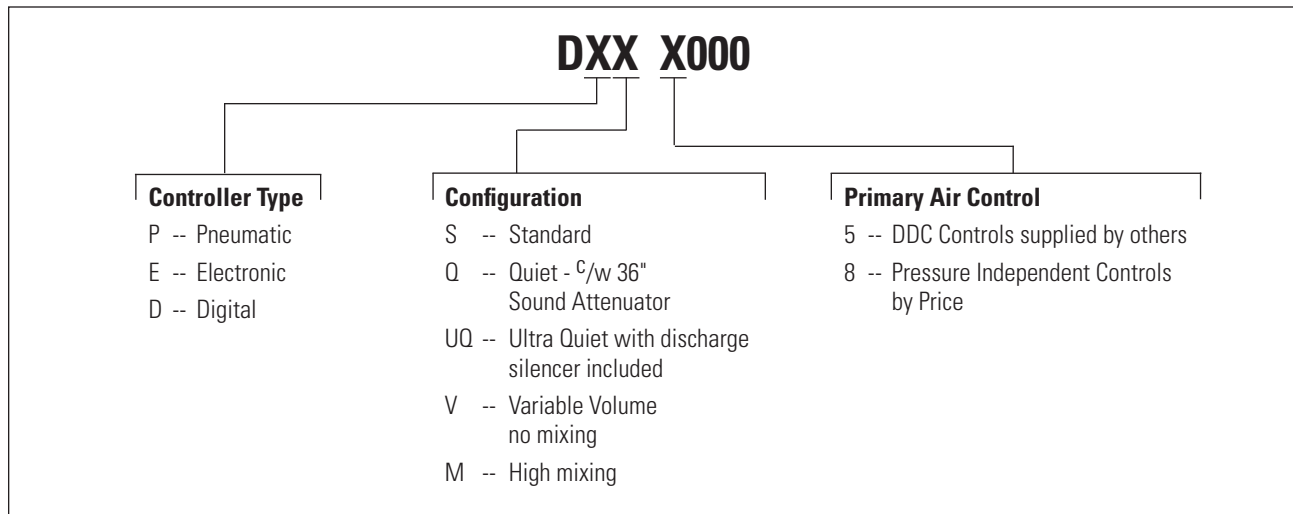 DXX X000
Controller Type
P -- Pneumatic
E -- Electronic
D -- Digital
Configuration
S -- Standard
Q -- Quiet - c/w 36"
Sound Attenuator
UQ -- Ultra Quiet with discharge
silencer included
V -- Variable Volume
no mixing
M -- High mixing
Primary Air Control
5 -- DDC Controls supplied by others
8 -- Pressure Independent Controls
by Price